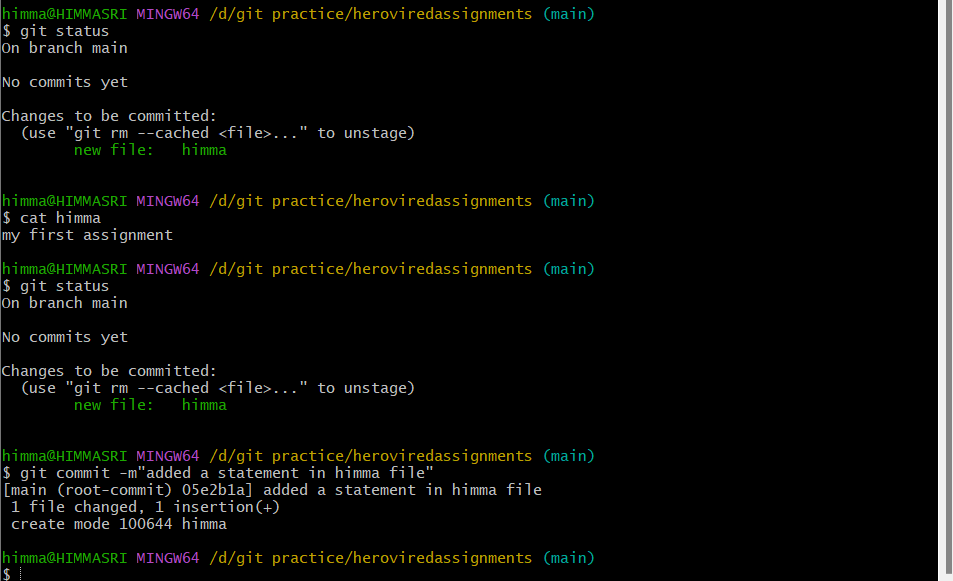 himma@HIMMASRI MINGW64 /d/git practice/heroviredassignments (main)
$ git status
On branch main
No commits yet
Changes to be committed:
  (use "git rm --cached <file>..." to unstage)
        new file:   himma
himma@HIMMASRI MINGW64 /d/git practice/heroviredassignments (main)
$ cat himma
my first assignment
himma@HIMMASRI MINGW64 /d/git practice/heroviredassignments (main)
$ git status
On branch main
No commits yet
Changes to be committed:
  (use "git rm --cached <file>..." to unstage)
        new file:   himma
himma@HIMMASRI MINGW64 /d/git practice/heroviredassignments (main)
$ git commit -m"added a statement in himma file"
[main (root-commit) 05e2b1a] added a statement in himma file
 1 file changed, 1 insertion(+)
 create mode 100644 himma
himma@HIMMASRI MINGW64 /d/git practice/heroviredassignments (main)
$